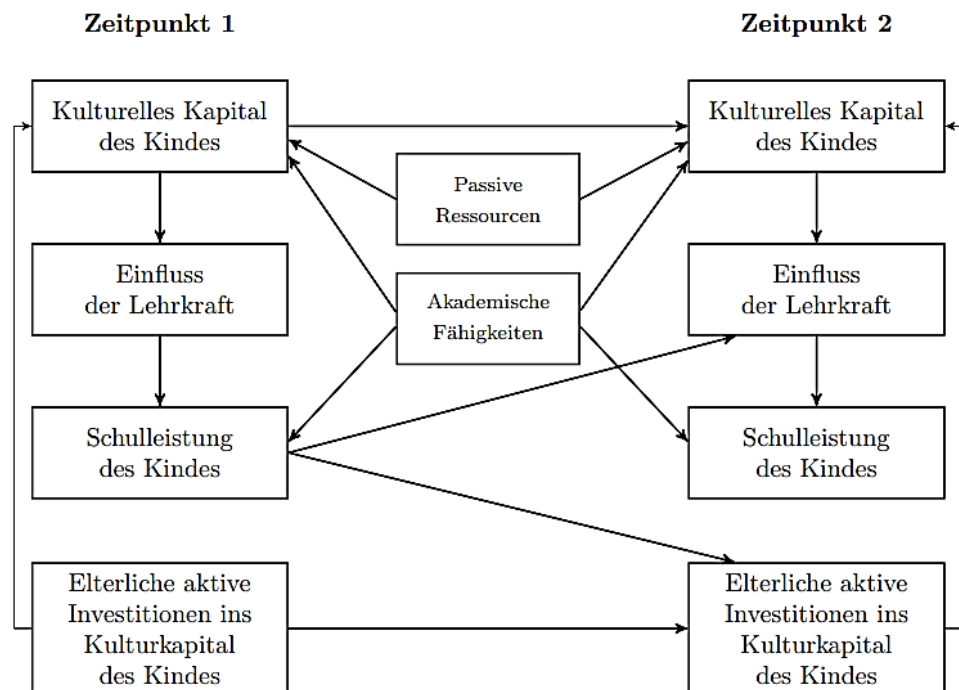 Zeitpunkt 1
Zeitpunkt 2
Kulturelles Kapital
des Kindes
Kulturelles Kapital
des Kindes
Passive
Ressourcen
Einfluss
der Lehrkraft
Akademische
Fähigkeiten
Einfluss
der Lehrkraft
Schulleistung
des Kindes
Schulleistung
des Kindes
Elterliche aktive
Investitionen ins
Kulturkapital
des Kindes
Elterliche aktive
Investitionen ins
Kulturkapital
des Kindes